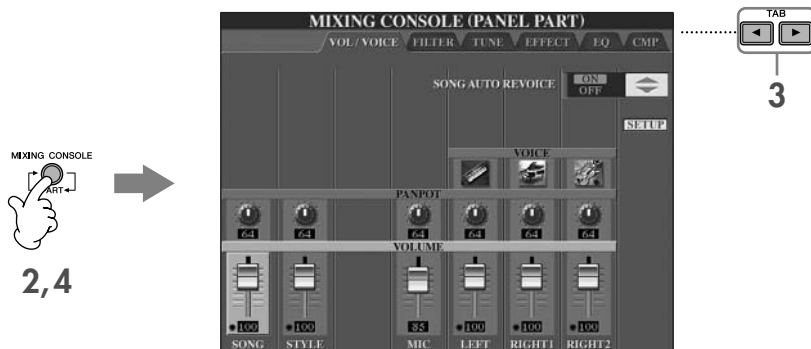 MIXING CONSOLE (PANEL PART)
VOL / VOICE FILTER TUNE EFFECT EQ CMP
TAB
3
SONG AUTO REVOICE ON
OFF
SETUP
MIXING CONSOLE
ART
2,4
VOICE
PANPOT
64 64 64 64 64 64
VOLUME
100 100 85 100 100 100
SONG STYLE MIC LEFT RIGHT1 RIGHT2